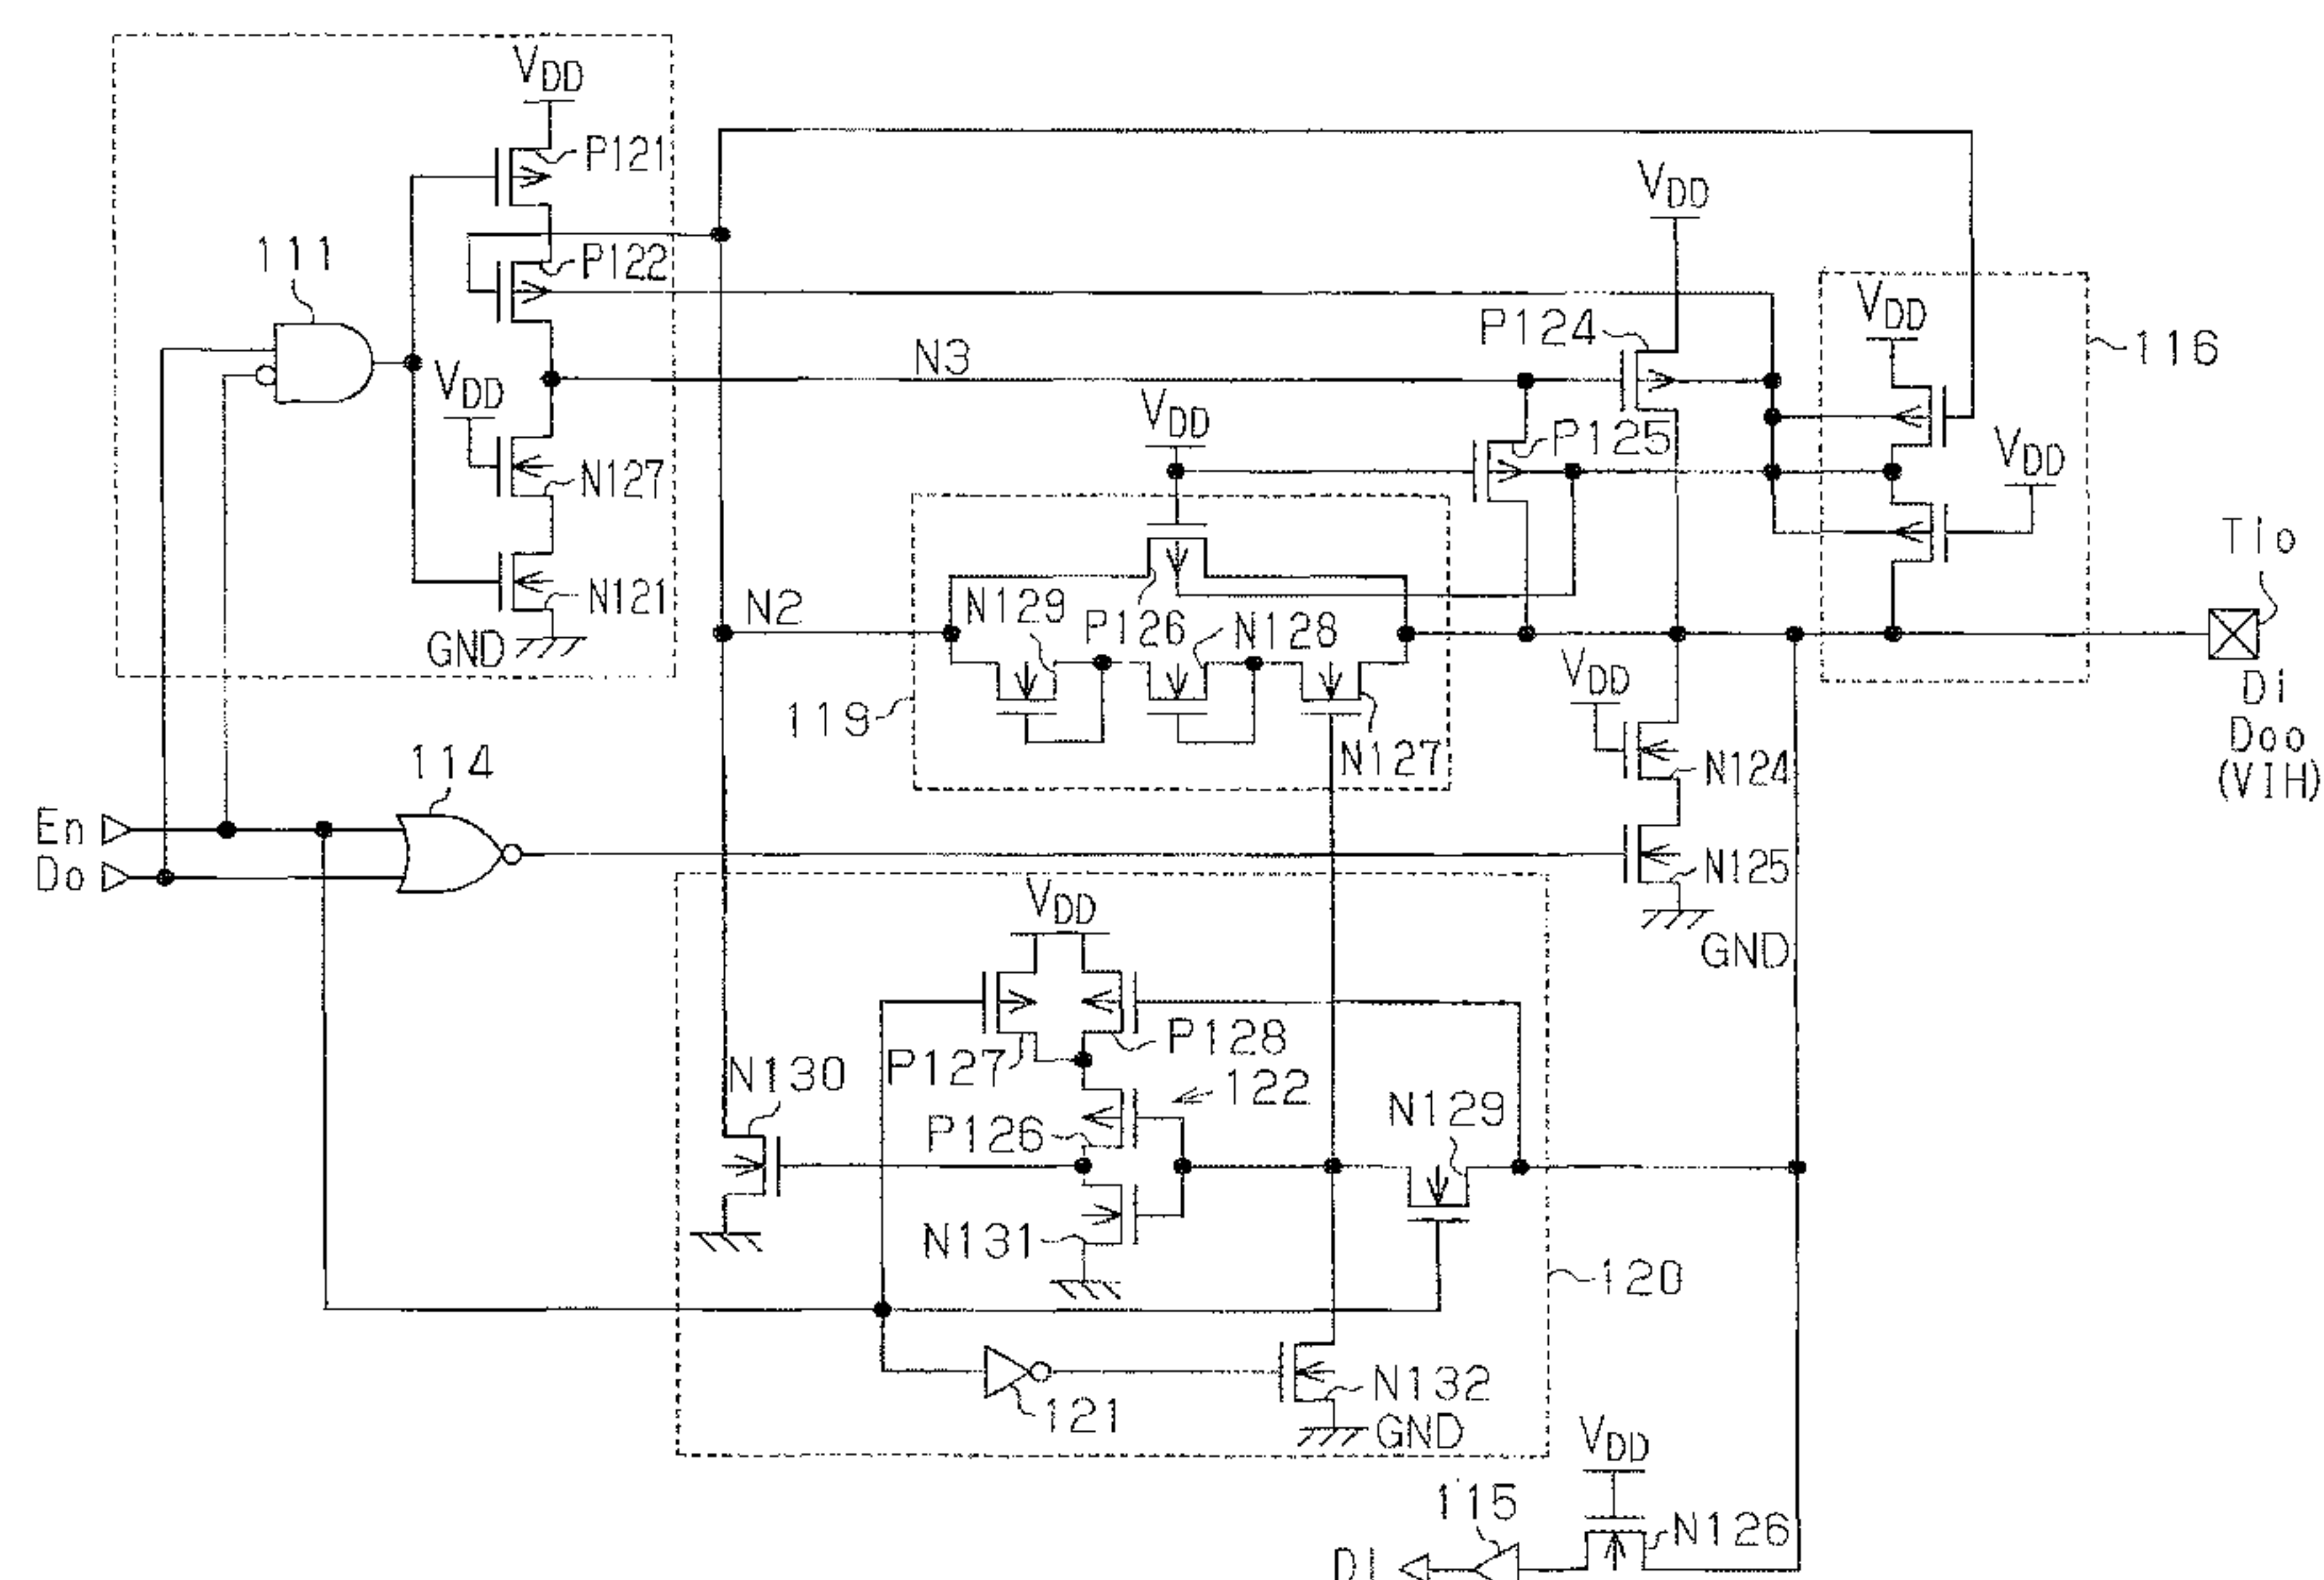 VDD
P121
VDD
111
P122
P124
VDD
116
N3
VDD
VDD
P125
VDD
N127
Tio
N121
N2
N129
P126
N128
GND
VDD
Di
119
Doo
N127
N124
(VIH)
114
En
Do
N125
VDD
GND
P127
P128
N130
122
N129
P126
N131
120
N132
121
GND
VDD
115
N126
DI